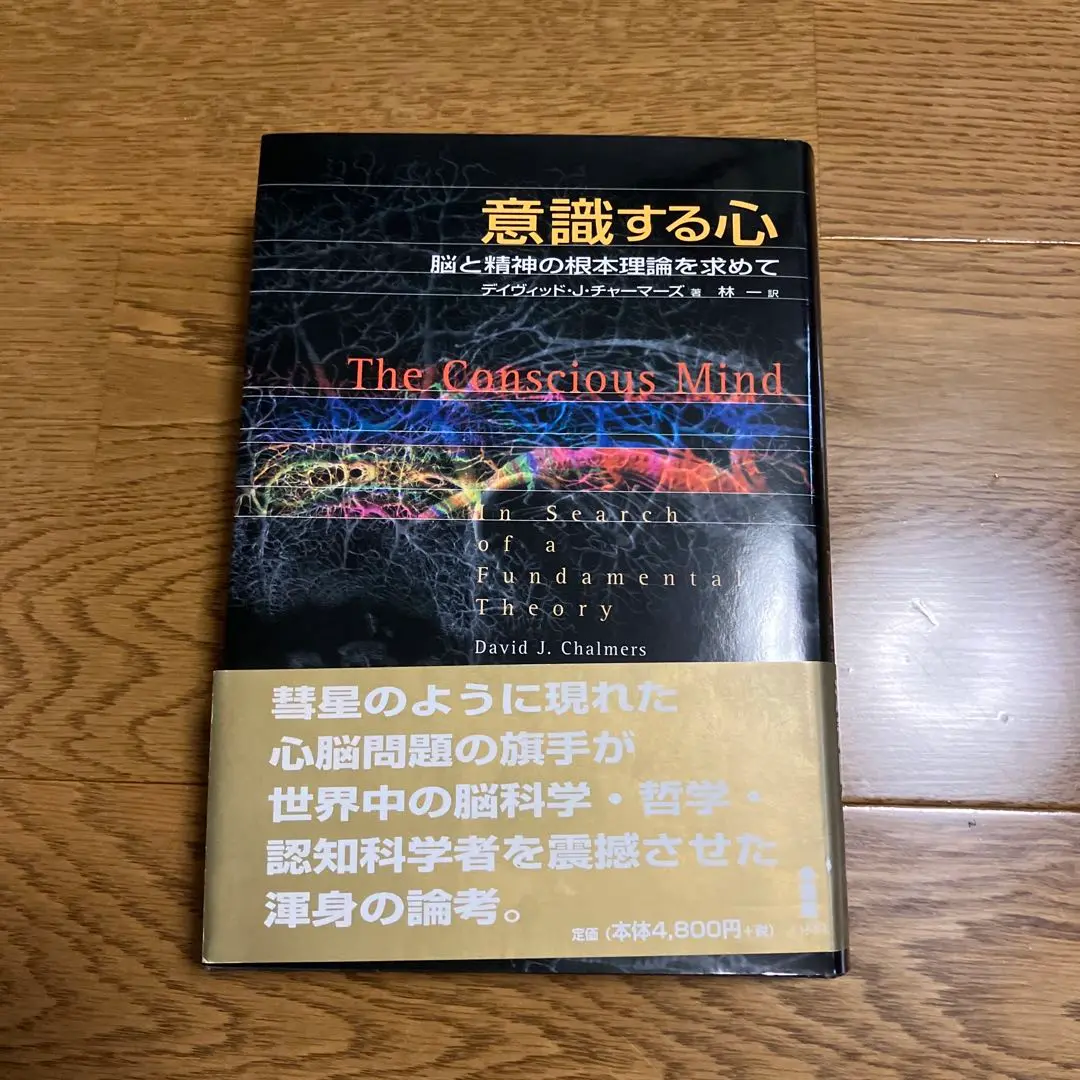 意識する心
脳と精神の根本理論を求めて
デイヴィッド・J・チャーマーズ 著 林 一 訳
The Conscious Mind
In Search
of a
Fundamental
Theory
David J. Chalmers
彗星のように現れた
心脳問題の旗手が
世界中の脳科学・哲学・
認知科学者を震撼させた
渾身の論考。
定価(本体4,800円+税)